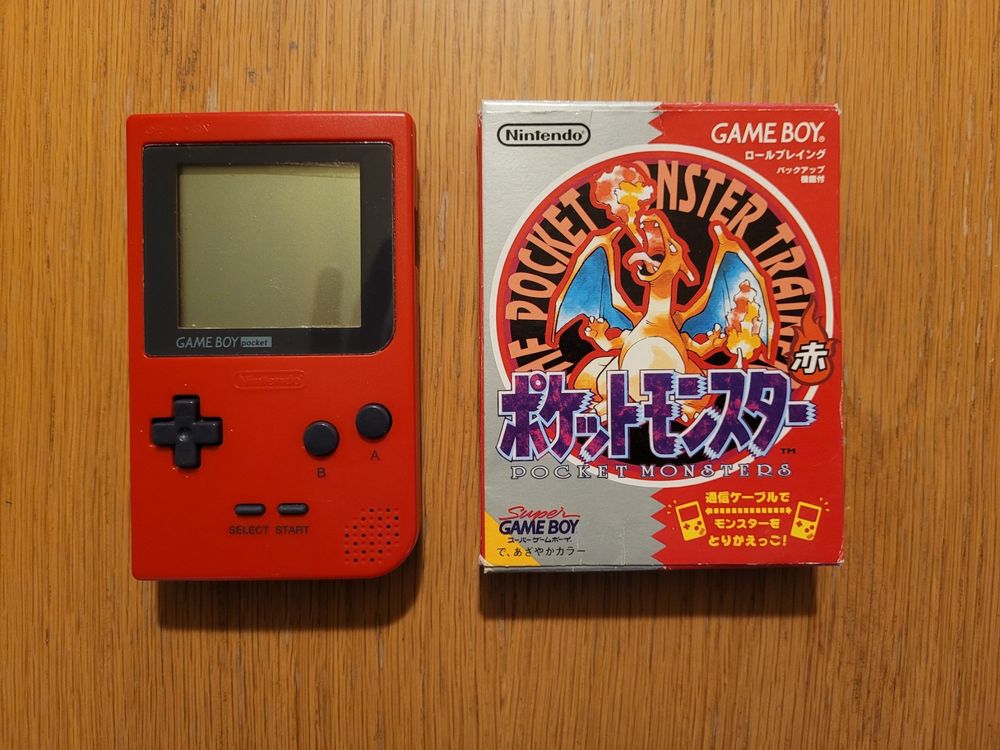 GAME BOY pocket
Nintendo
B
A
SELECT START
Nintendo
GAME BOY
ロールプレイング
バックアップ
機能付
THE POCKET MONSTER TRAINER
赤
ポケットモンスター
TM
POCKET MONSTERS
Super
GAME BOY
スーパーゲームボーイ
で、あざやかカラー
通信ケーブルで
モンスターを
とりかえっこ!